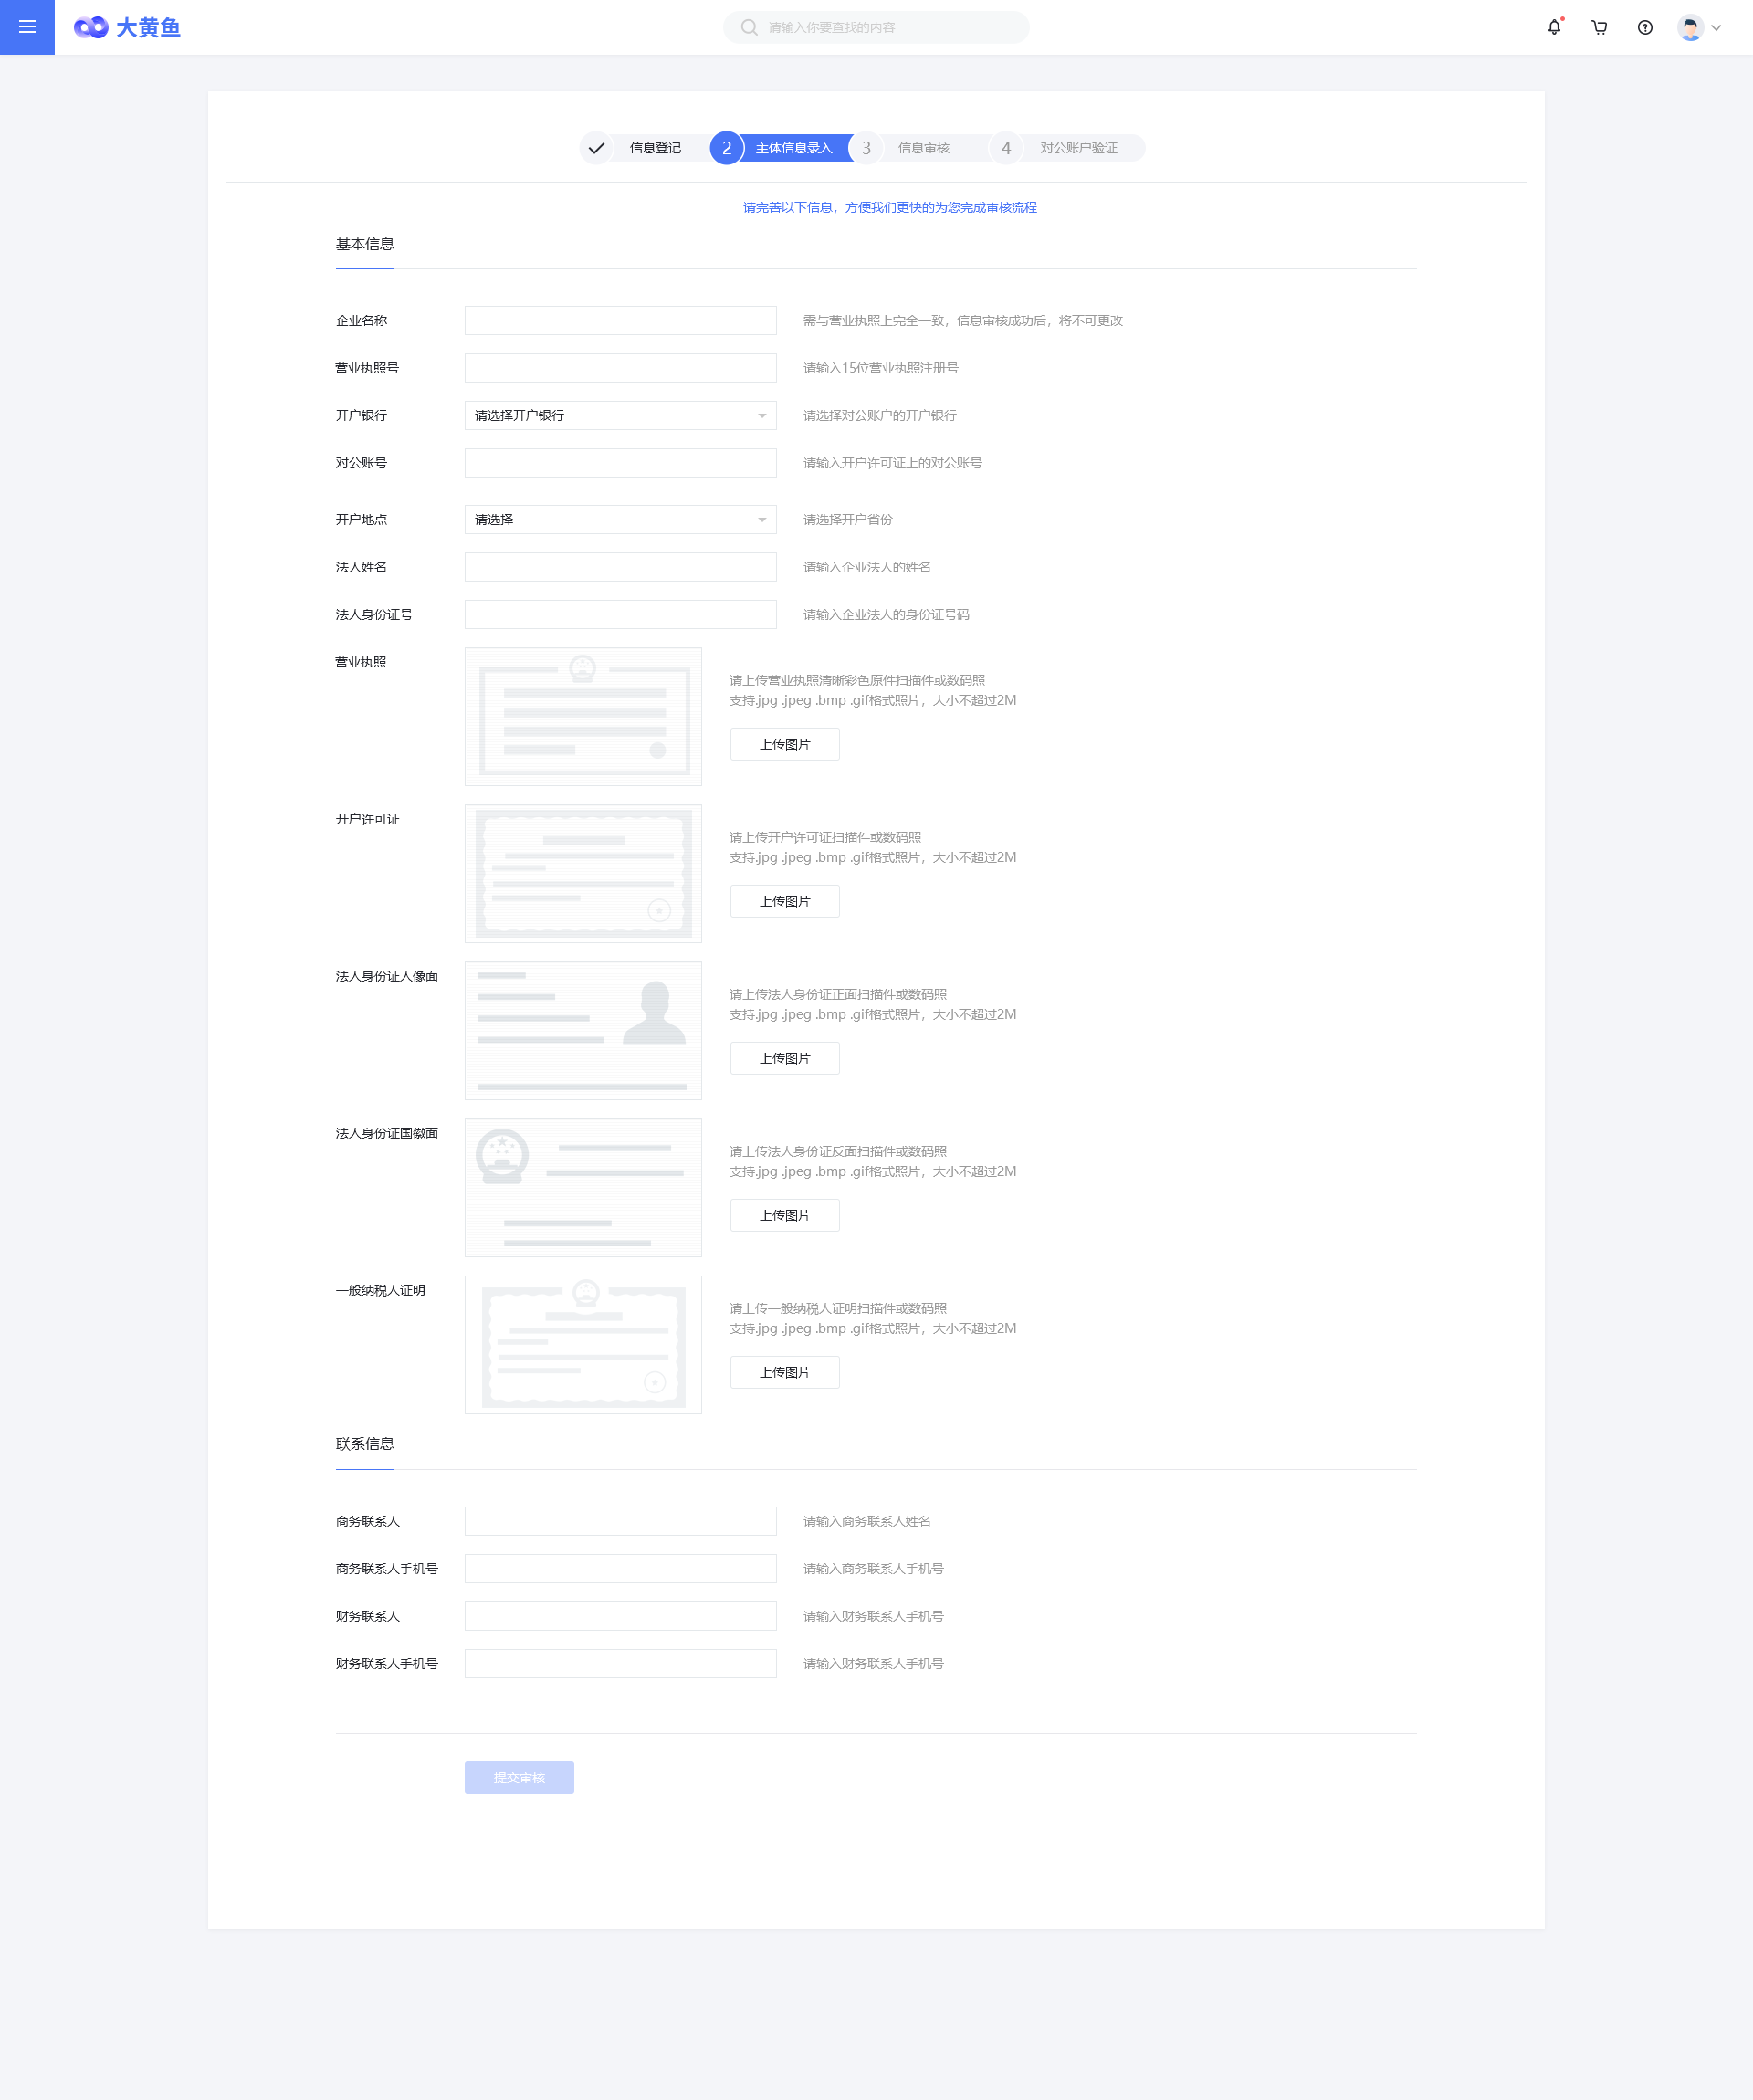 大黄鱼
请输入你要查找的内容
信息登记
2 主体信息录入
3 信息审核
4 对公账户验证
请完善以下信息，方便我们更快的为您完成审核流程
基本信息
企业名称 需与营业执照上完全一致，信息审核成功后，将不可更改
营业执照号 请输入15位营业执照注册号
开户银行 请选择开户银行 请选择对公账户的开户银行
对公账号 请输入开户许可证上的对公账号
开户地点 请选择 请选择开户省份
法人姓名 请输入企业法人的姓名
法人身份证号 请输入企业法人的身份证号码
营业执照
请上传营业执照清晰彩色原件扫描件或数码照
支持.jpg .jpeg .bmp .gif格式照片，大小不超过2M
上传图片
开户许可证
请上传开户许可证扫描件或数码照
支持.jpg .jpeg .bmp .gif格式照片，大小不超过2M
上传图片
法人身份证人像面
请上传法人身份证正面扫描件或数码照
支持.jpg .jpeg .bmp .gif格式照片，大小不超过2M
上传图片
法人身份证国徽面
请上传法人身份证反面扫描件或数码照
支持.jpg .jpeg .bmp .gif格式照片，大小不超过2M
上传图片
一般纳税人证明
请上传一般纳税人证明扫描件或数码照
支持.jpg .jpeg .bmp .gif格式照片，大小不超过2M
上传图片
联系信息
商务联系人 请输入商务联系人姓名
商务联系人手机号 请输入商务联系人手机号
财务联系人 请输入财务联系人手机号
财务联系人手机号 请输入财务联系人手机号
提交审核